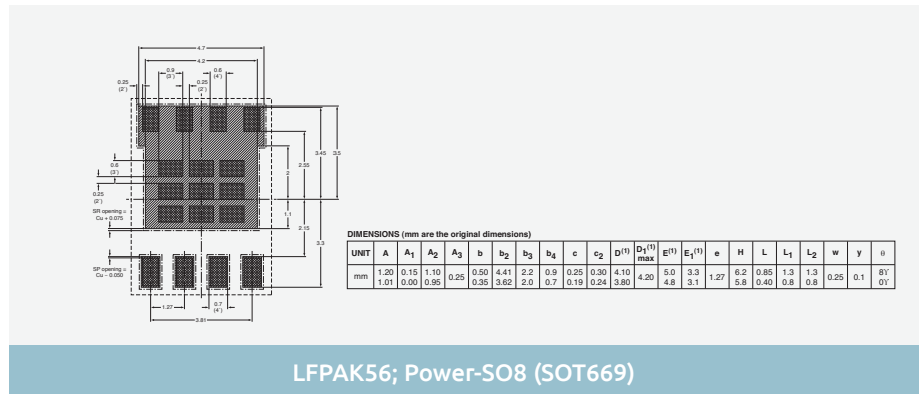 4.7
4.2
0.9
(3´)
0.6
(4´)
0.25
(2´)
0.25
(2´)
0.6
(3´)
0.25
(2´)
SR opening =
Cu + 0.075
SP opening =
Cu − 0.050
2
2.55
3.45
3.5
1.1
2.15
3.3
1.27
0.7
(4´)
3.81
DIMENSIONS (mm are the original dimensions)
UNIT A A1 A2 A3 b b2 b3 b4 c c2 D(1) D1(1) max E(1) E1(1) e H L L1 L2 w y θ
mm 1.20 0.15 1.10 0.25 0.50 4.41 2.2 0.9 0.25 0.30 4.10 4.20 5.0 3.3 1.27 6.2 0.85 1.3 1.3 0.25 0.1 8ϒ
1.01 0.00 0.95 0.35 3.62 2.0 0.7 0.19 0.24 3.80 4.8 3.1 5.8 0.40 0.8 0.8 0ϒ
LFPAK56; Power-SO8 (SOT669)